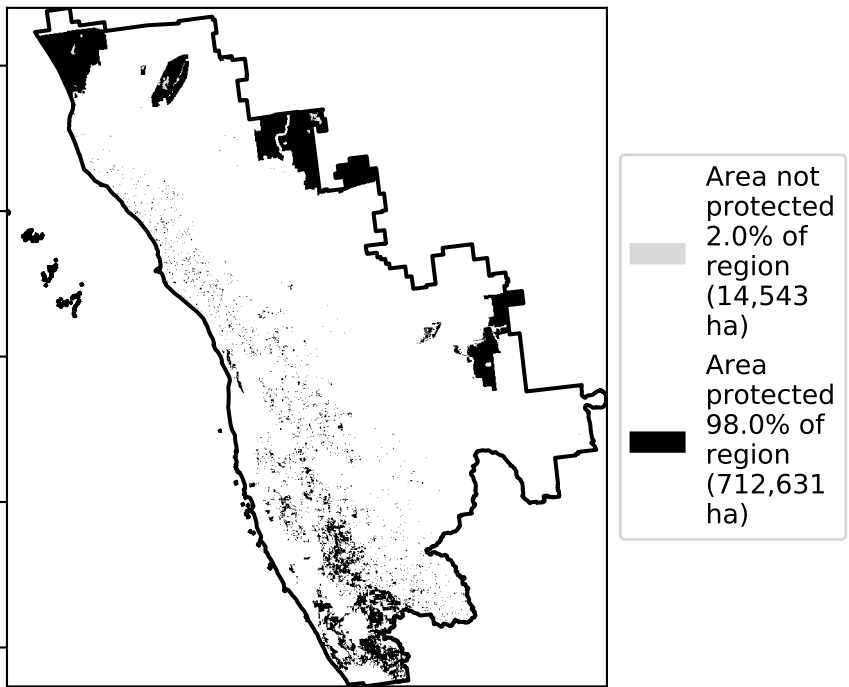 Area not
protected
2.0% of
region
(14,543
ha)
Area
protected
98.0% of
region
(712,631
ha)